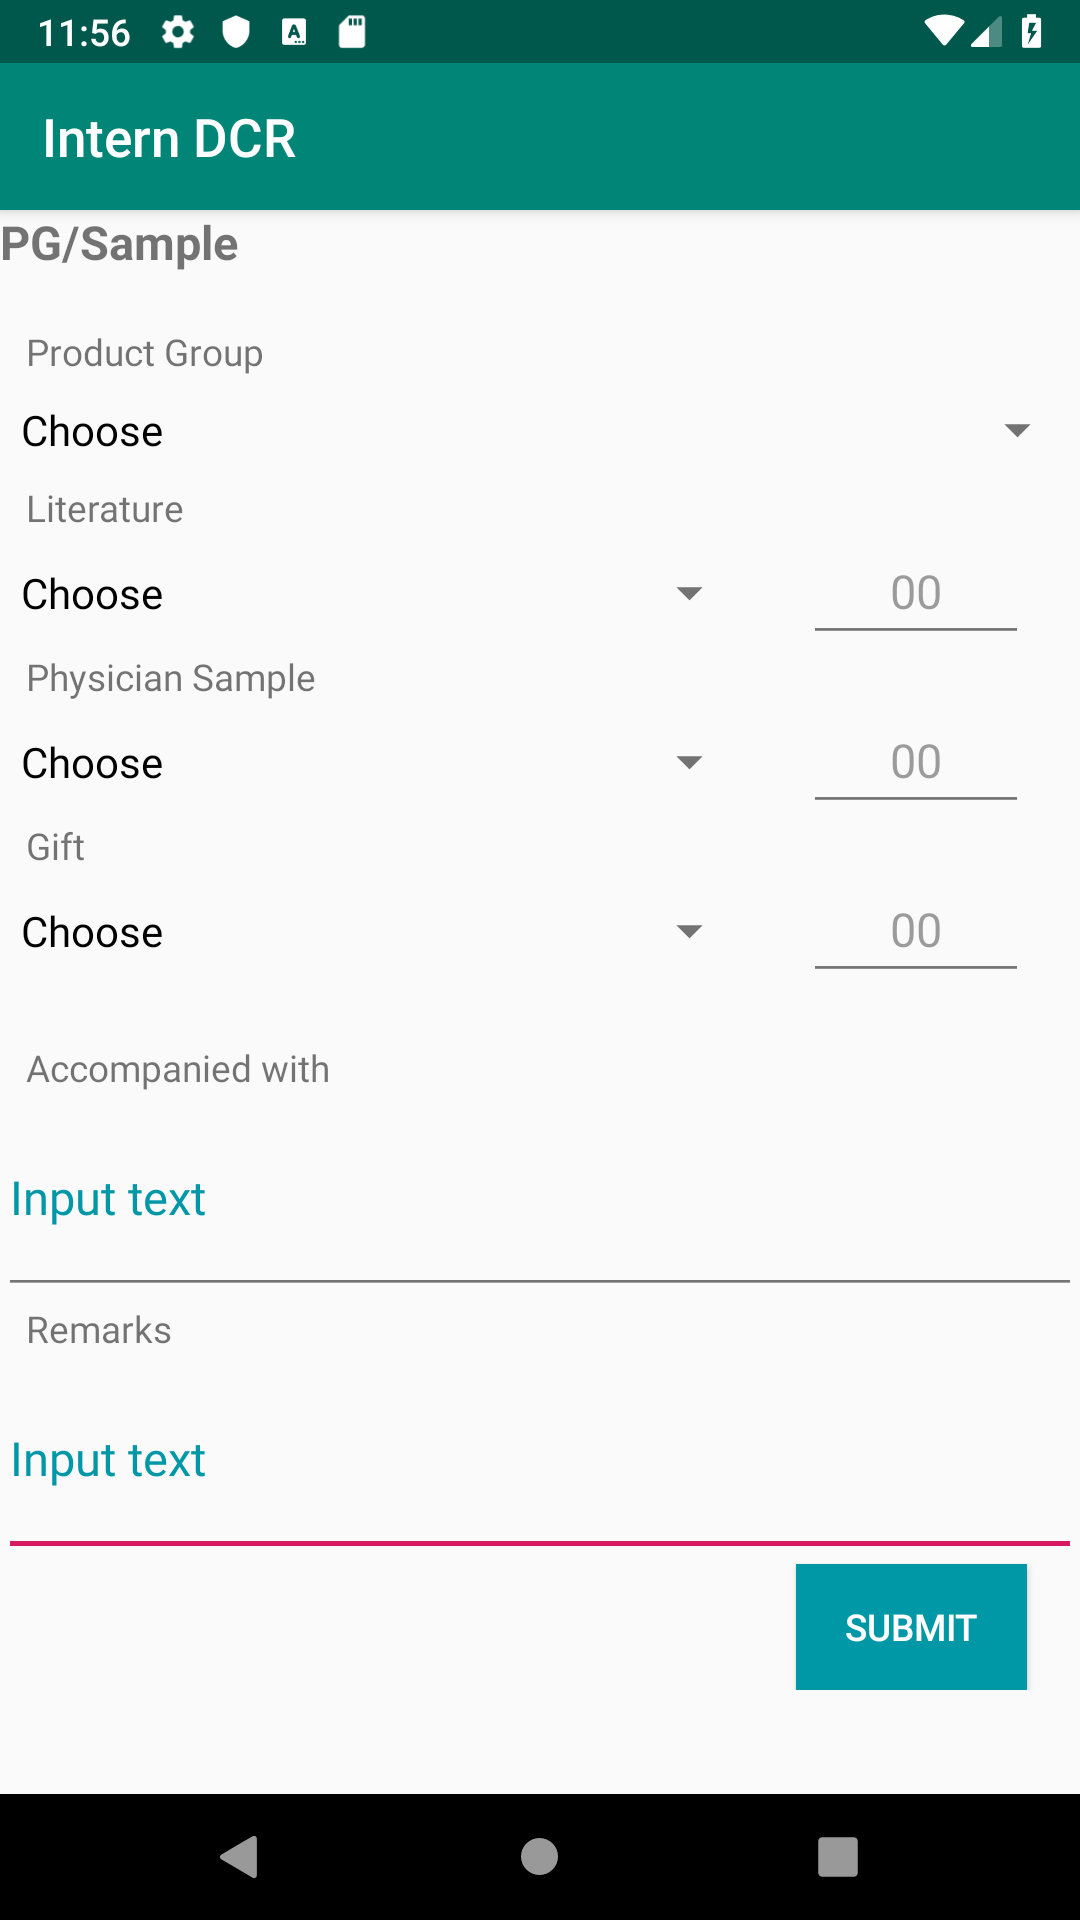 11:56
Intern DCR
PG/Sample
Product Group
Choose
Literature
Choose 00
Physician Sample
Choose 00
Gift
Choose 00
Accompanied with
Input text
Remarks
Input text
SUBMIT